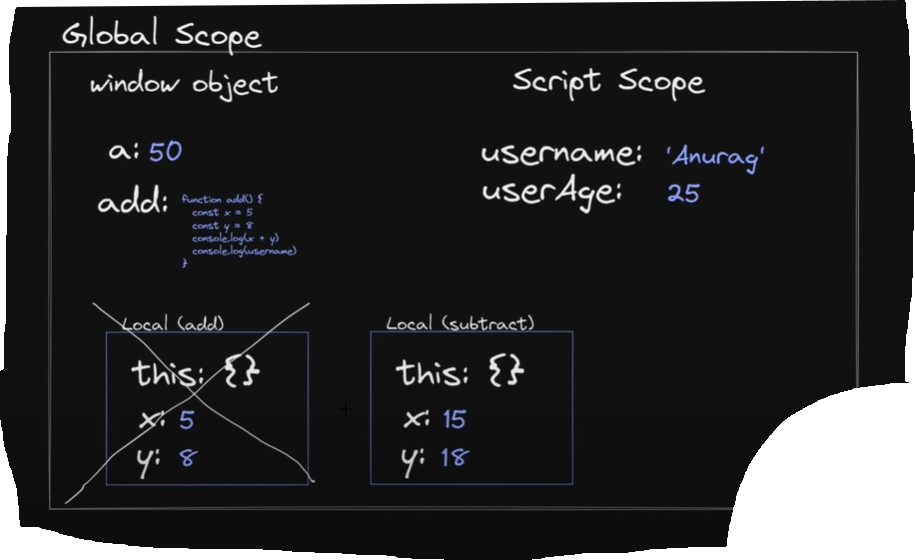 Global Scope
window object
Script Scope
a: 50
add: function add() {
const x = 5
const y = 8
console.log(x + y)
console.log(username)
}
username: 'Anurag'
userAge: 25
Local (add)
this: {}
x: 5
y: 8
Local (subtract)
this: {}
x: 15
y: 18